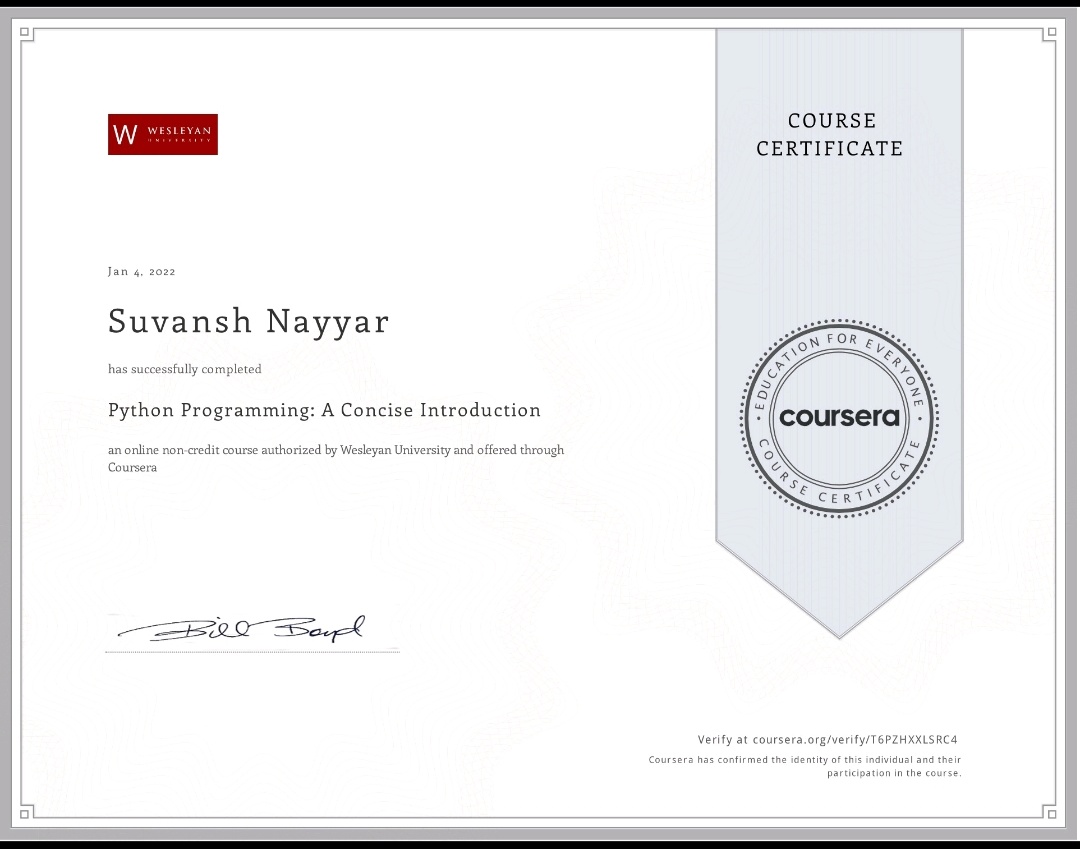 WESLEYAN
UNIVERSITY
COURSE
CERTIFICATE
Jan 4, 2022
Suvansh Nayyar
has successfully completed
Python Programming: A Concise Introduction
an online non-credit course authorized by Wesleyan University and offered through
Coursera
EDUCATION FOR EVERYONE
coursera
COURSE CERTIFICATE
Bill Boyd
Verify at coursera.org/verify/T6PZHXXLSRC4
Coursera has confirmed the identity of this individual and their
participation in the course.